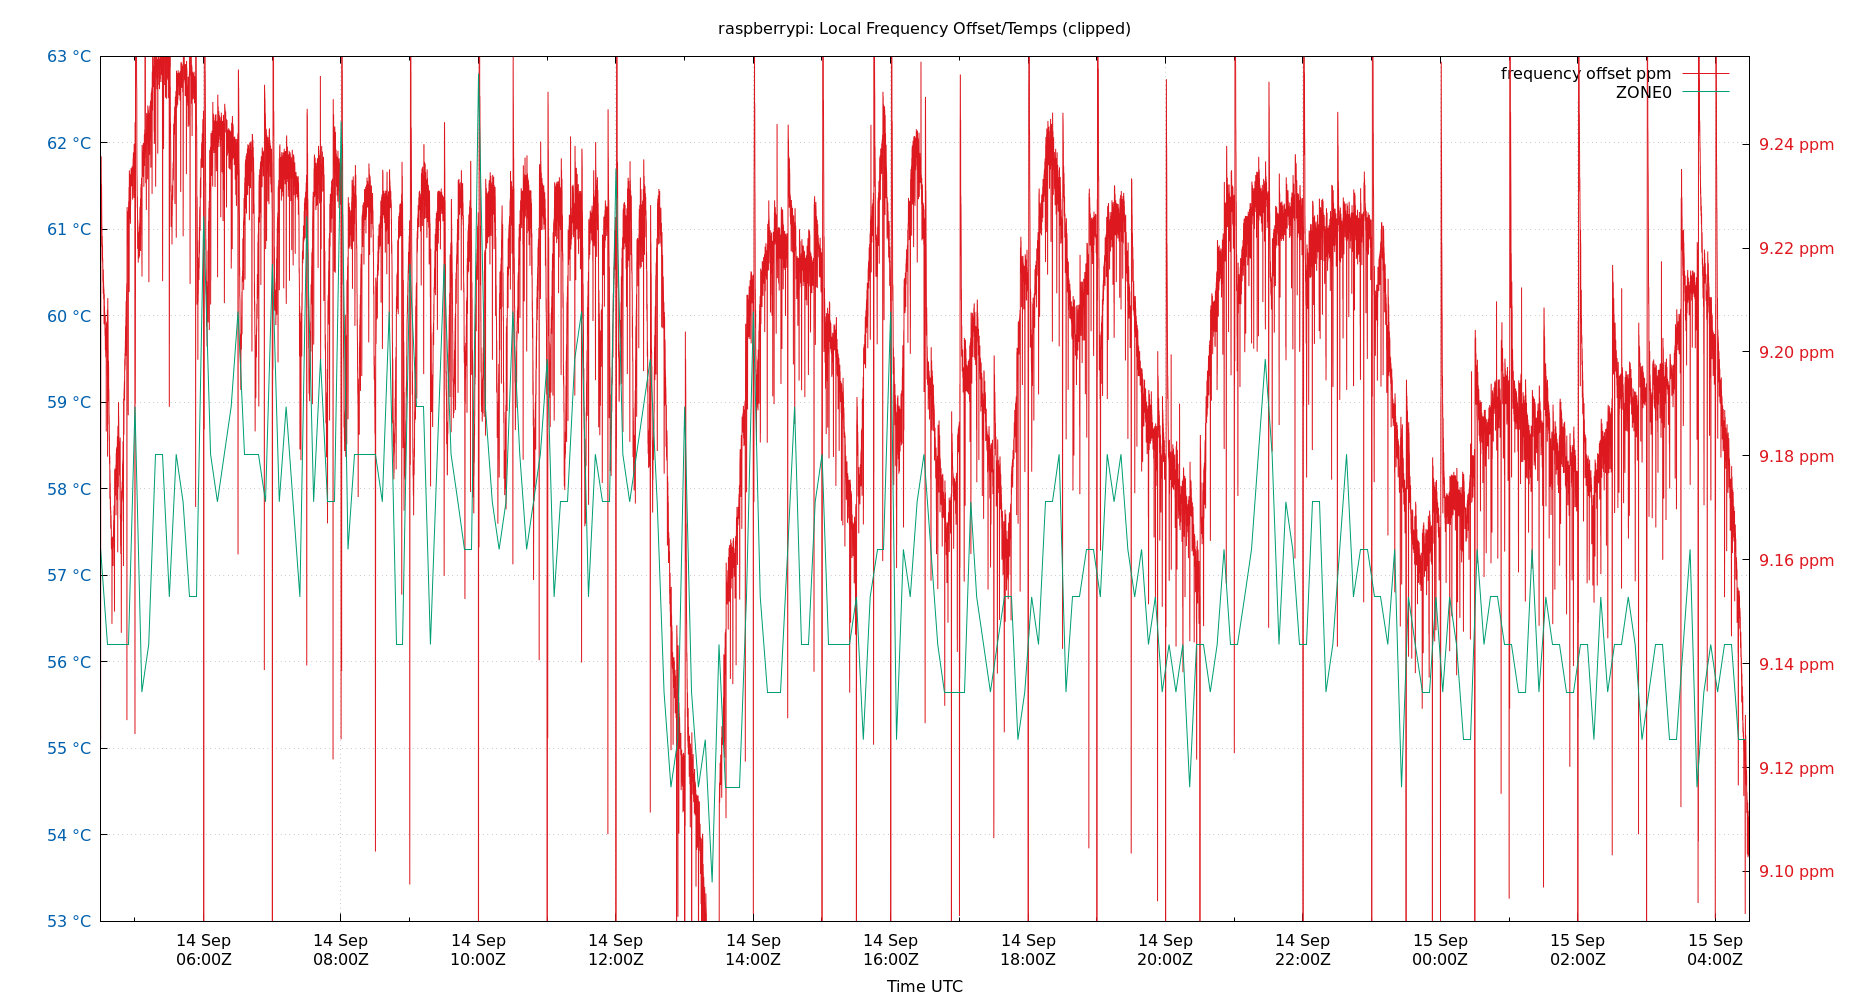 raspberrypi: Local Frequency Offset/Temps (clipped)
frequency offset ppm
ZONE0
63 °C
62 °C
61 °C
60 °C
59 °C
58 °C
57 °C
56 °C
55 °C
54 °C
53 °C
9.24 ppm
9.22 ppm
9.20 ppm
9.18 ppm
9.16 ppm
9.14 ppm
9.12 ppm
9.10 ppm
14 Sep 14 Sep 14 Sep 14 Sep 14 Sep 14 Sep 14 Sep 14 Sep 14 Sep 15 Sep 15 Sep 15 Sep
06:00Z 08:00Z 10:00Z 12:00Z 14:00Z 16:00Z 18:00Z 20:00Z 22:00Z 00:00Z 02:00Z 04:00Z
Time UTC